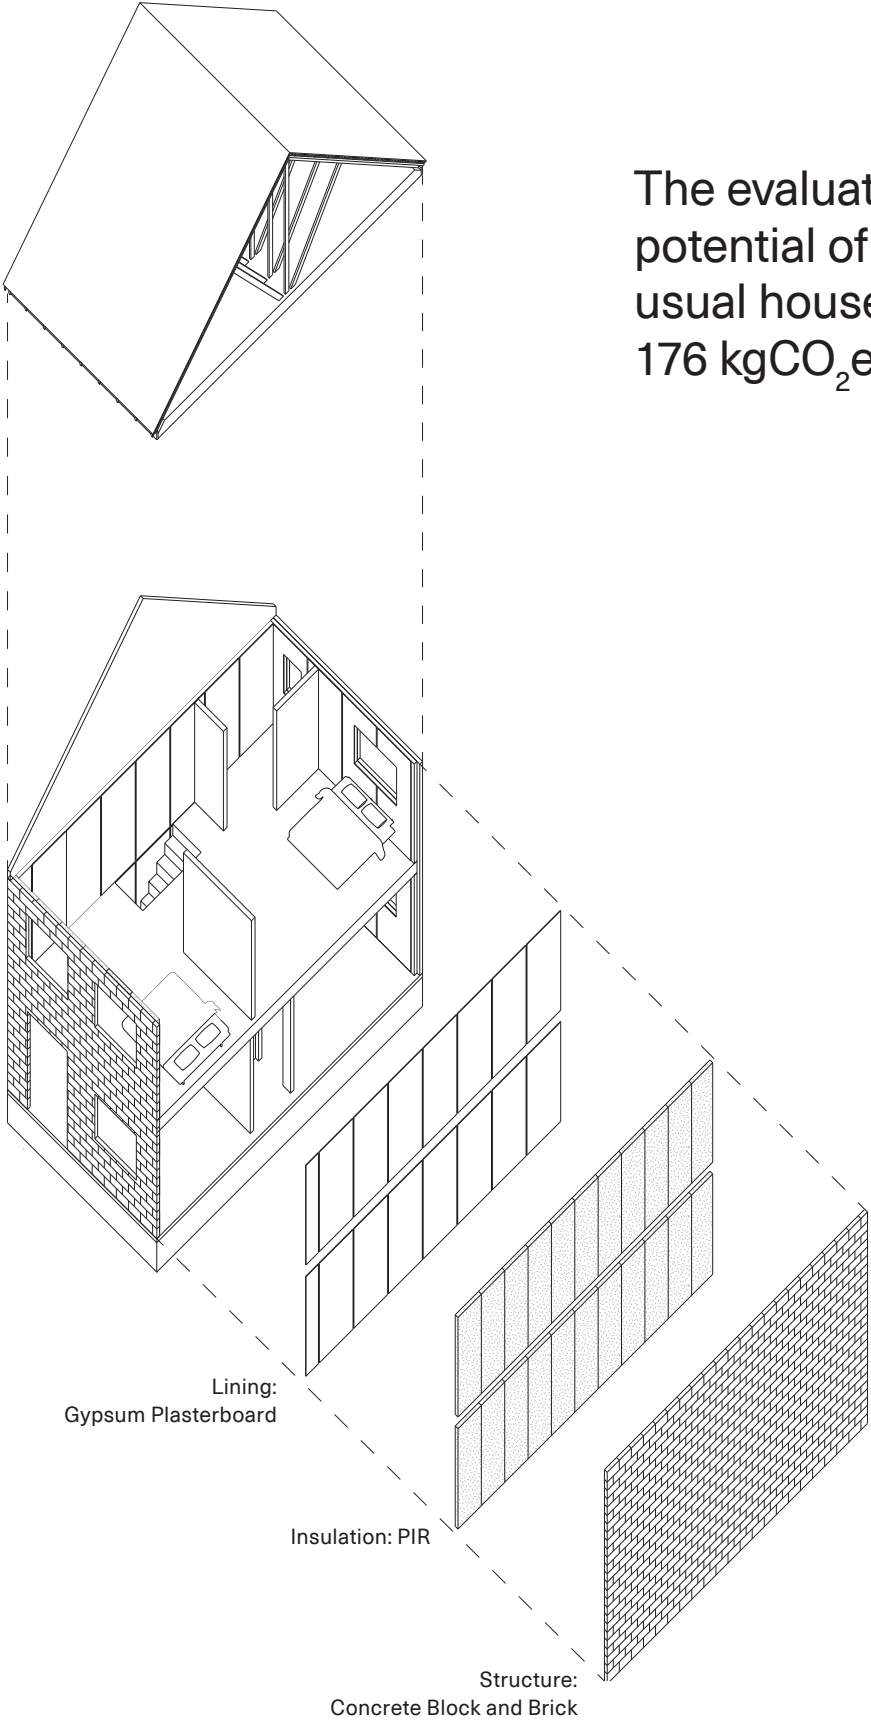 The evaluat
potential of
usual house
176 kgCO₂e
Lining:
Gypsum Plasterboard
Insulation: PIR
Structure:
Concrete Block and Brick